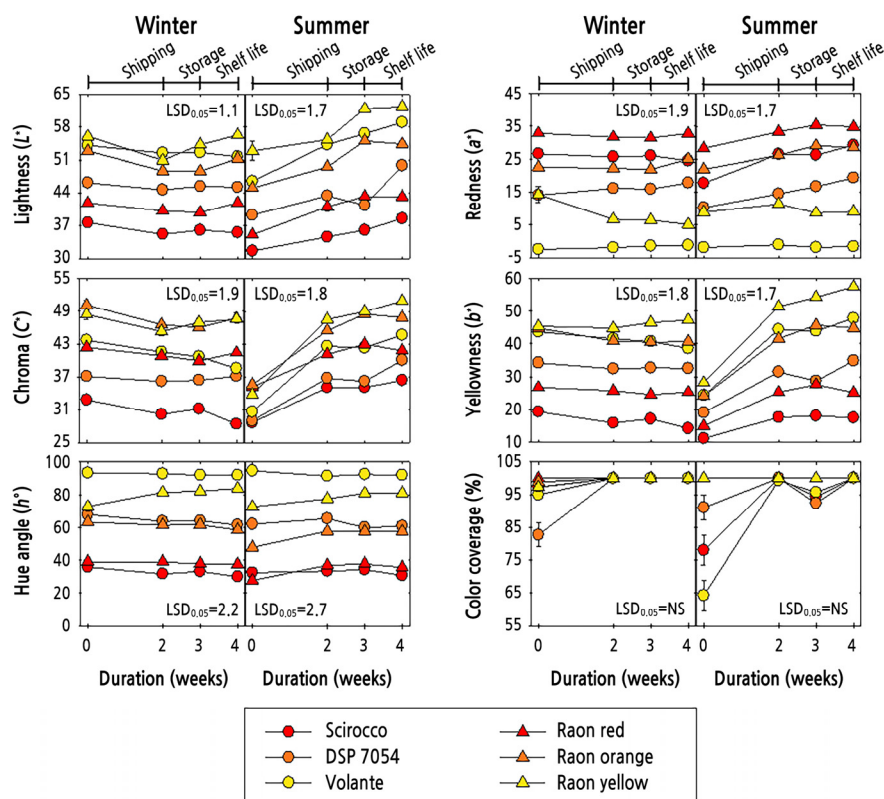 Winter Summer Winter Summer
Shipping Storage Shelf life Shipping Storage Shelf life Shipping Storage Shelf life Shipping Storage Shelf life
Lightness (L*)
65
58
51
44
37
30
LSD0.05=1.1 LSD0.05=1.7
Redness (a*)
45
35
25
15
5
-5
LSD0.05=1.9 LSD0.05=1.7
Chroma (C*)
55
49
43
37
31
25
LSD0.05=1.9 LSD0.05=1.8
Yellowness (b*)
60
50
40
30
20
10
LSD0.05=1.8 LSD0.05=1.7
Hue angle (h°)
100
80
60
40
20
0
LSD0.05=2.2 LSD0.05=2.7
Color coverage (%)
105
95
85
75
65
55
LSD0.05=NS LSD0.05=NS
0 2 3 4 0 2 3 4 0 2 3 4 0 2 3 4
Duration (weeks) Duration (weeks) Duration (weeks) Duration (weeks)
Scirocco Raon red
DSP 7054 Raon orange
Volante Raon yellow